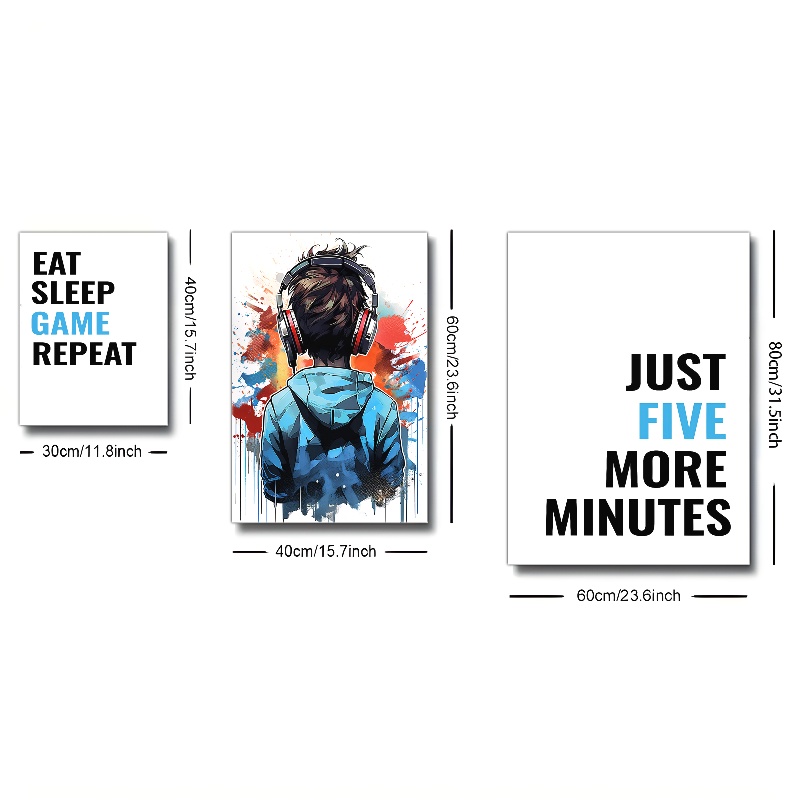 EAT
SLEEP
GAME
REPEAT
40cm/15.7inch
30cm/11.8inch
60cm/23.6inch
40cm/15.7inch
JUST
FIVE
MORE
MINUTES
80cm/31.5inch
60cm/23.6inch